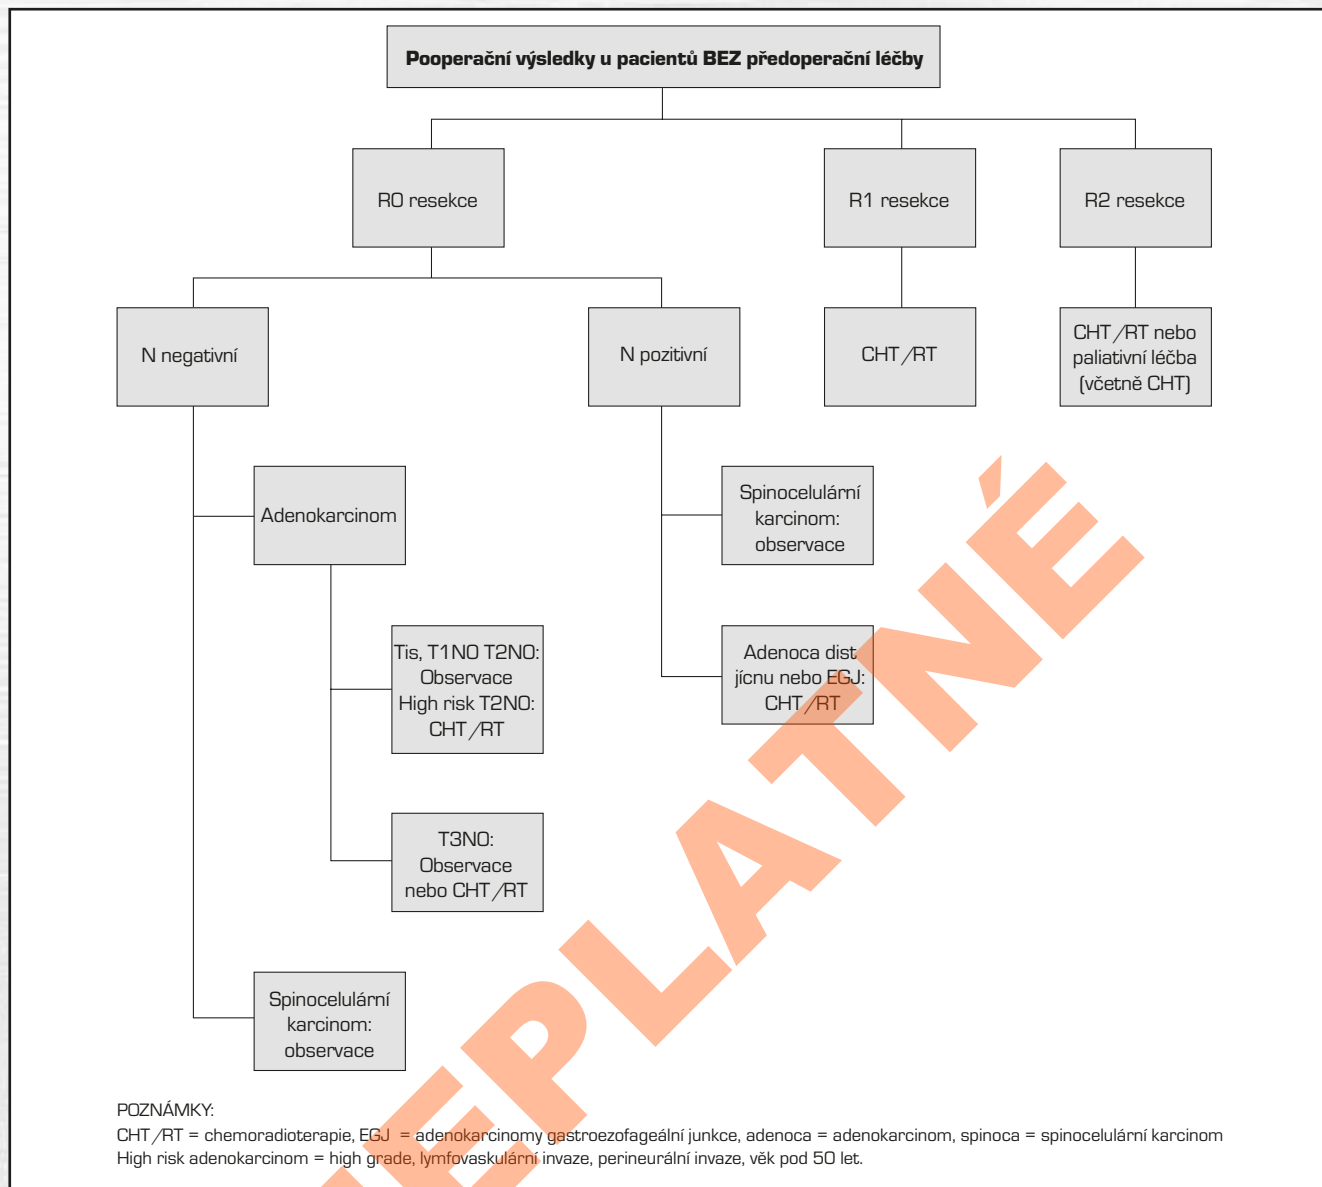 Pooperační výsledky u pacientů BEZ předoperační léčby
R0 resekce
R1 resekce
R2 resekce
N negativní
N pozitivní
CHT/RT
CHT/RT nebo
paliativní léčba
(včetně CHT)
Adenokarcinom
Spinocelulární
karcinom:
observace
Tis, T1N0 T2N0:
Observace
High risk T2N0:
CHT/RT
Adenoca dist
jícnu nebo EGJ:
CHT/RT
T3N0:
Observace
nebo CHT/RT
Spinocelulární
karcinom:
observace
POZNÁMKY:
CHT/RT = chemoradioterapie, EGJ = adenokarcinomy gastroezofageální junkce, adenoca = adenokarcinom, spinoca = spinocelulární karcinom
High risk adenokarcinom = high grade, lymfovaskulární invaze, perineurální invaze, věk pod 50 let.
EPLATNÉ